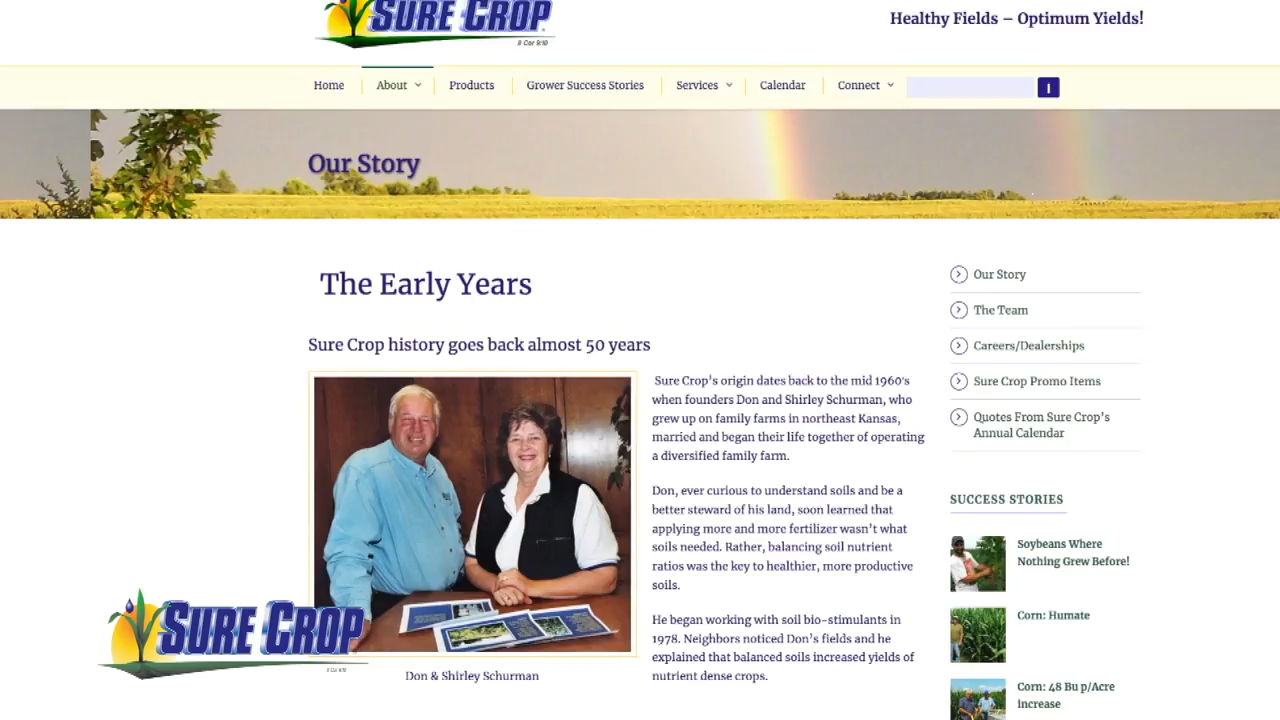 SURE CROP
II Cor 9:10
Healthy Fields – Optimum Yields!
Home
About
Products
Grower Success Stories
Services
Calendar
Connect
Our Story
The Early Years
Sure Crop history goes back almost 50 years
Sure Crop's origin dates back to the mid 1960's
when founders Don and Shirley Schurman, who
grew up on family farms in northeast Kansas,
married and began their life together of operating
a diversified family farm.
Don, ever curious to understand soils and be a
better steward of his land, soon learned that
applying more and more fertilizer wasn't what
soils needed. Rather, balancing soil nutrient
ratios was the key to healthier, more productive
soils.
He began working with soil bio-stimulants in
1978. Neighbors noticed Don's fields and he
explained that balanced soils increased yields of
nutrient dense crops.
Don & Shirley Schurman
Our Story
The Team
Careers/Dealerships
Sure Crop Promo Items
Quotes From Sure Crop's
Annual Calendar
SUCCESS STORIES
Soybeans Where
Nothing Grew Before!
Corn: Humate
Corn: 48 Bu p/Acre
increase
SURE CROP
II Cor 9:10